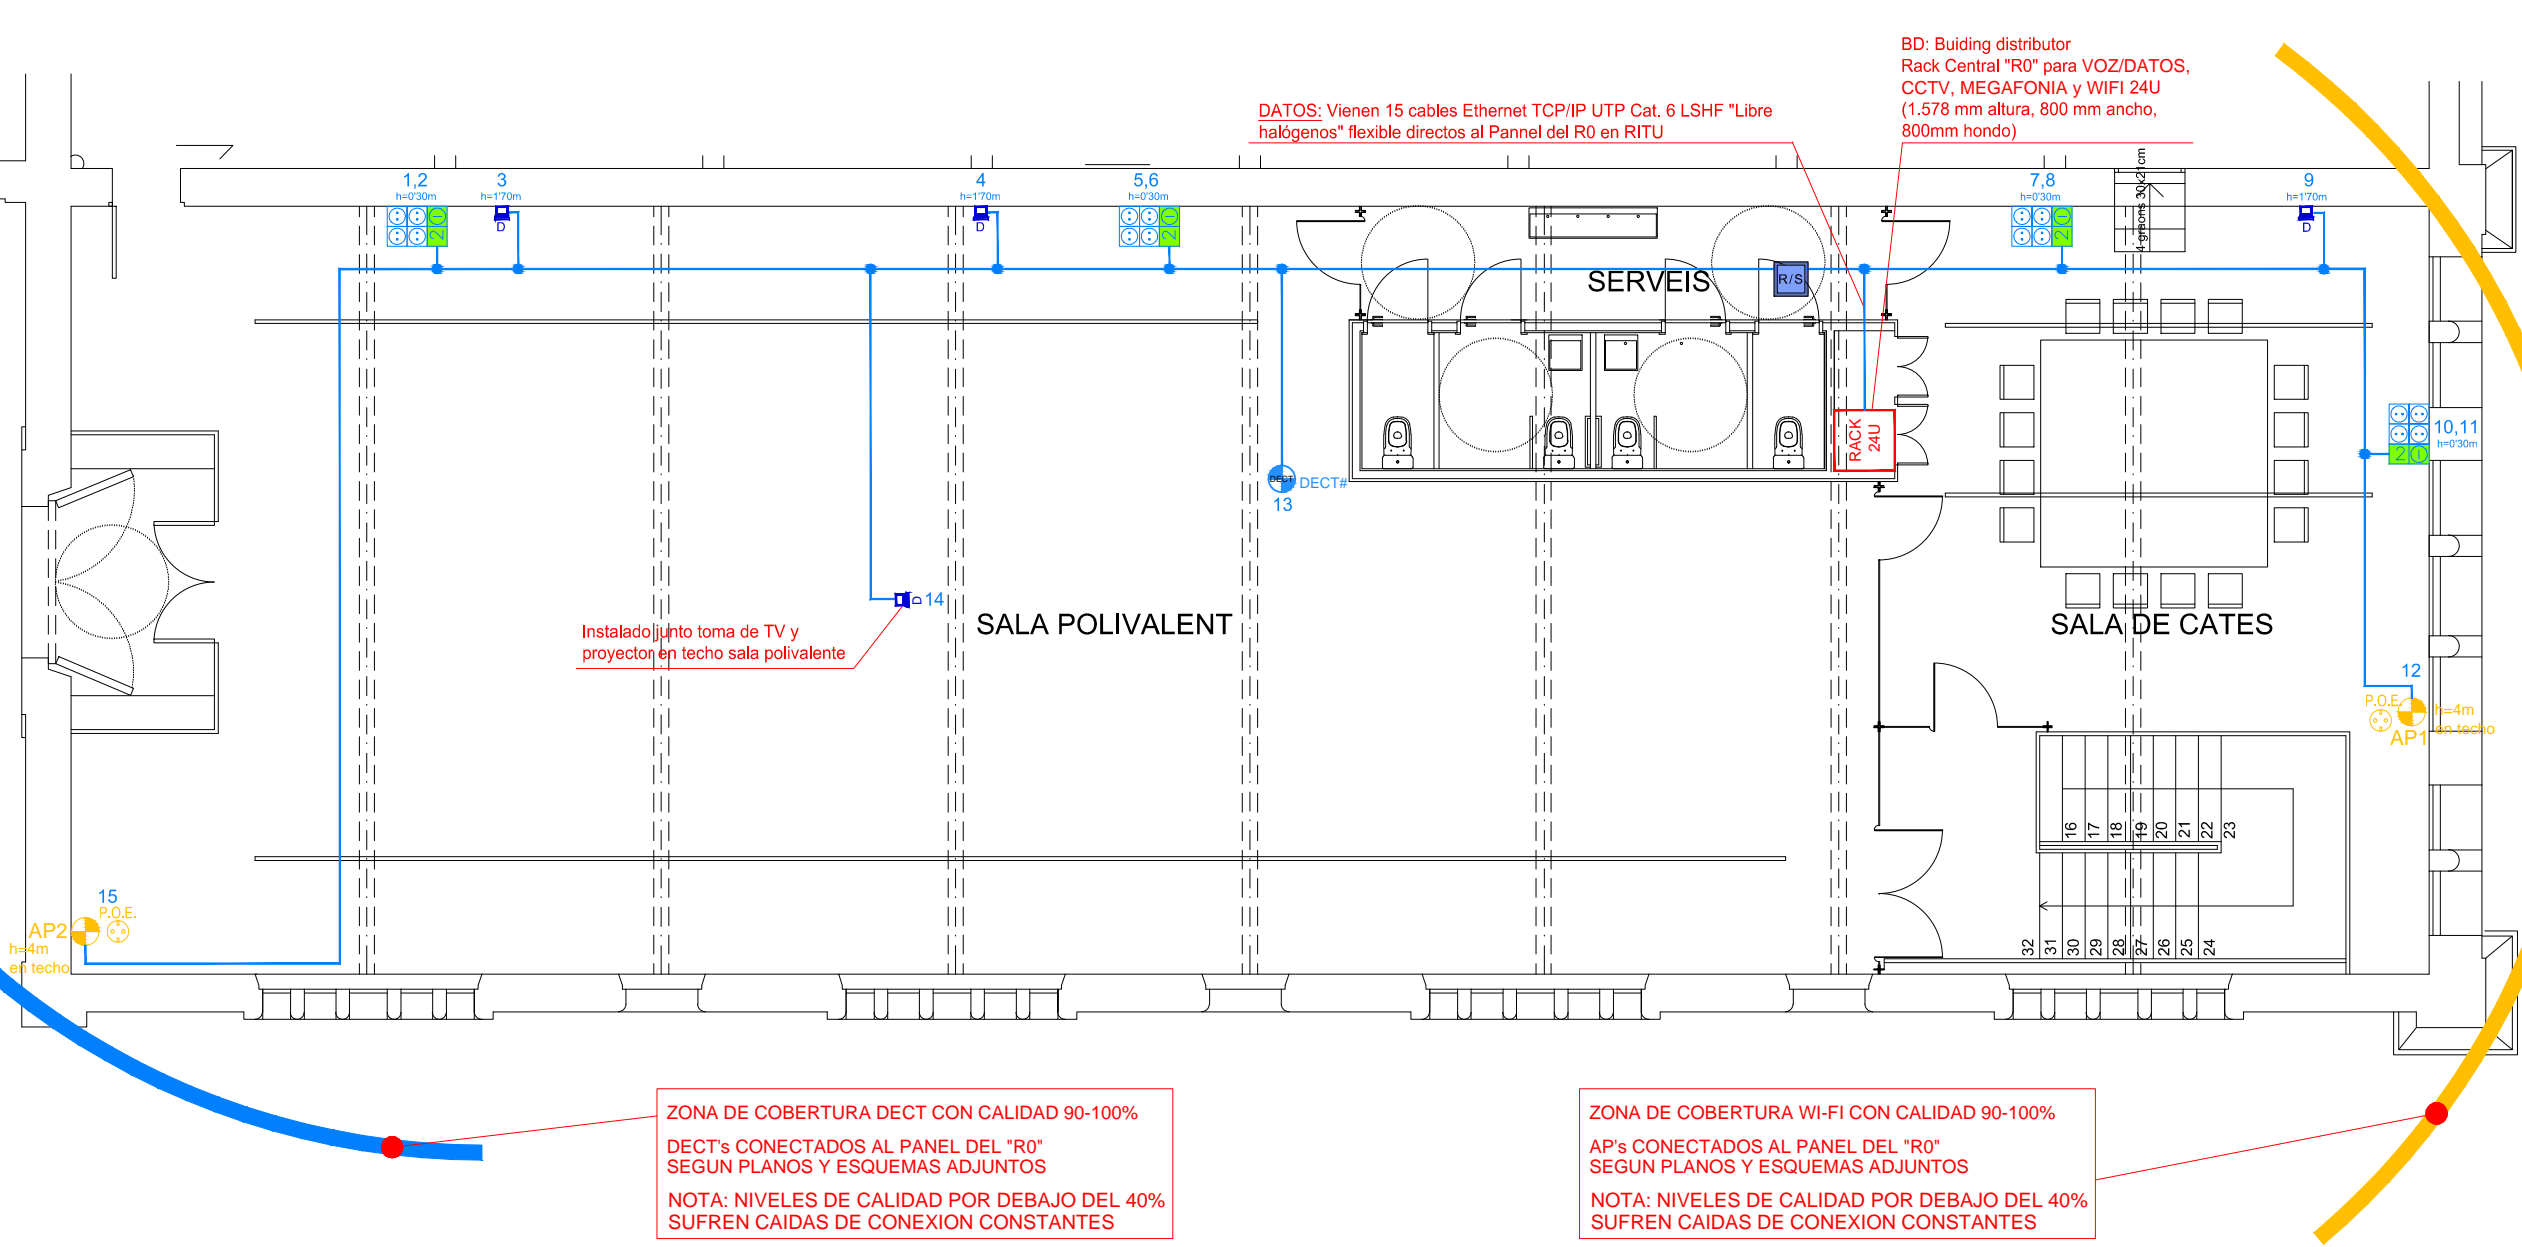 BD: Buiding distributor
Rack Central "R0" para VOZ/DATOS,
CCTV, MEGAFONIA y WIFI 24U
(1.578 mm altura, 800 mm ancho,
800mm hondo)
DATOS: Vienen 15 cables Ethernet TCP/IP UTP Cat. 6 LSHF "Libre
halógenos" flexible directos al Pannel del R0 en RITU
1,2
h=0'30m
2
3
h=1'70m
D
4
h=1'70m
D
5,6
h=0'30m
2
7,8
h=0'30m
2
4 graons 30x21cm
9
h=1'70m
D
SERVEIS
R/S
RACK
24U
10,11
h=0'30m
2
DECT
DECT#
13
D
14
Instalado junto toma de TV y
proyector en techo sala polivalente
SALA POLIVALENT
SALA DE CATES
12
P.O.E.
h=4m
en techo
AP1
16
17
18
19
20
21
22
23
32
31
30
29
28
27
26
25
24
15
P.O.E.
AP2
h=4m
en techo
ZONA DE COBERTURA DECT CON CALIDAD 90-100%
DECT's CONECTADOS AL PANEL DEL "R0"
SEGUN PLANOS Y ESQUEMAS ADJUNTOS
NOTA: NIVELES DE CALIDAD POR DEBAJO DEL 40%
SUFREN CAIDAS DE CONEXION CONSTANTES
ZONA DE COBERTURA WI-FI CON CALIDAD 90-100%
AP's CONECTADOS AL PANEL DEL "R0"
SEGUN PLANOS Y ESQUEMAS ADJUNTOS
NOTA: NIVELES DE CALIDAD POR DEBAJO DEL 40%
SUFREN CAIDAS DE CONEXION CONSTANTES